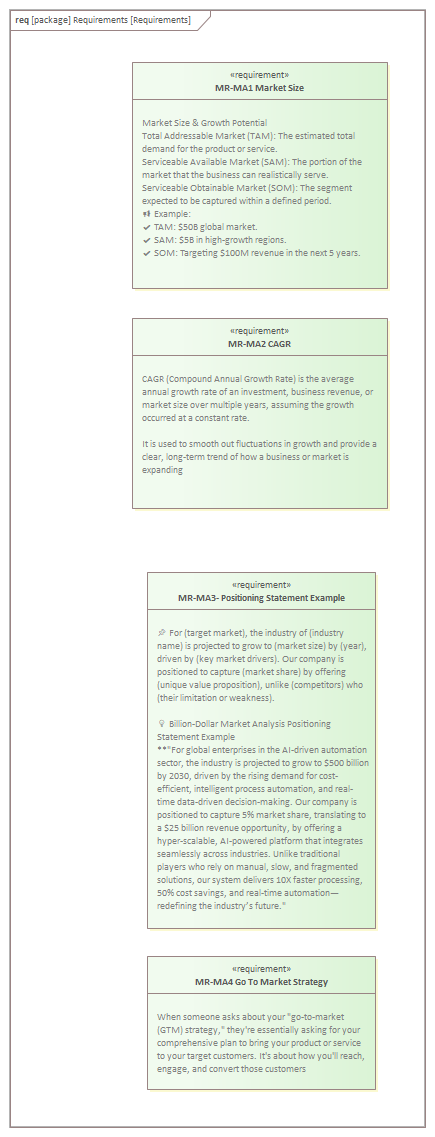 req [package] Requirements [Requirements]
«requirement»
MR-MA1 Market Size
Market Size & Growth Potential
Total Addressable Market (TAM): The estimated total
demand for the product or service.
Serviceable Available Market (SAM): The portion of the
market that the business can realistically serve.
Serviceable Obtainable Market (SOM): The segment
expected to be captured within a defined period.
📢 Example:
✔ TAM: $50B global market.
✔ SAM: $5B in high-growth regions.
✔ SOM: Targeting $100M revenue in the next 5 years.
«requirement»
MR-MA2 CAGR
CAGR (Compound Annual Growth Rate) is the average
annual growth rate of an investment, business revenue, or
market size over multiple years, assuming the growth
occurred at a constant rate.
It is used to smooth out fluctuations in growth and provide a
clear, long-term trend of how a business or market is
expanding
«requirement»
MR-MA3- Positioning Statement Example
📌 For (target market), the industry of (industry
name) is projected to grow to (market size) by (year),
driven by (key market drivers). Our company is
positioned to capture (market share) by offering
(unique value proposition), unlike (competitors) who
(their limitation or weakness).
💡 Billion-Dollar Market Analysis Positioning
Statement Example
**"For global enterprises in the AI-driven automation
sector, the industry is projected to grow to $500 billion
by 2030, driven by the rising demand for cost-
efficient, intelligent process automation, and real-
time data-driven decision-making. Our company is
positioned to capture 5% market share, translating to
a $25 billion revenue opportunity, by offering a
hyper-scalable, AI-powered platform that integrates
seamlessly across industries. Unlike traditional
players who rely on manual, slow, and fragmented
solutions, our system delivers 10X faster processing,
50% cost savings, and real-time automation—
redefining the industry's future."
«requirement»
MR-MA4 Go To Market Strategy
When someone asks about your "go-to-market
(GTM) strategy," they're essentially asking for your
comprehensive plan to bring your product or service
to your target customers. It's about how you'll reach,
engage, and convert those customers